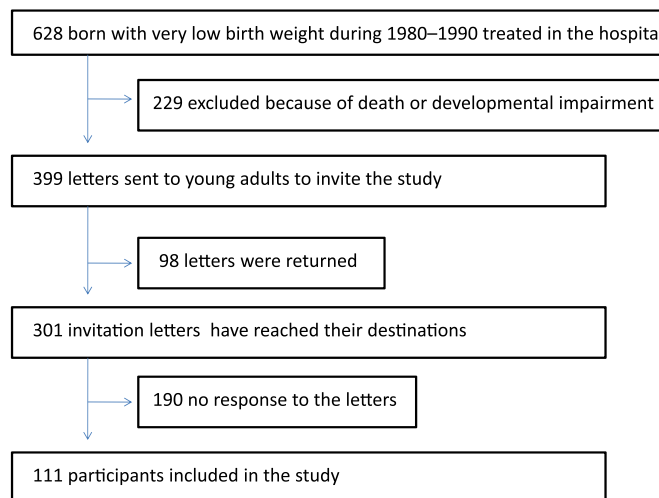 628 born with very low birth weight during 1980–1990 treated in the hospita
229 excluded because of death or developmental impairment
399 letters sent to young adults to invite the study
98 letters were returned
301 invitation letters have reached their destinations
190 no response to the letters
111 participants included in the study